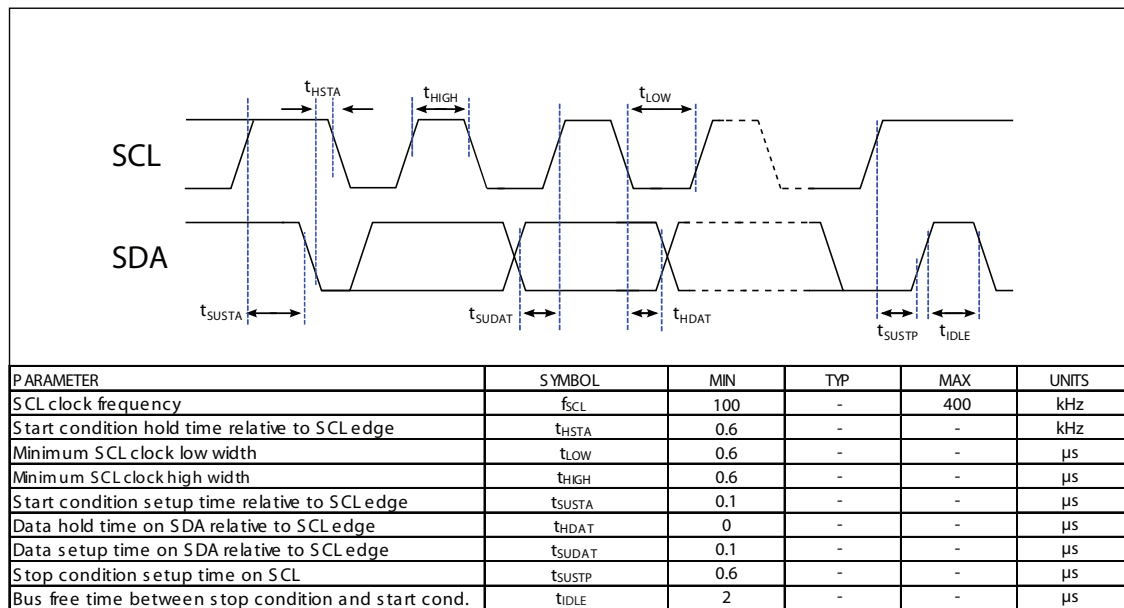 tHSTA tHIGH tLOW
SCL
SDA
tSUSTA tSUDAT tHDAT tSUSTP tIDLE
PARAMETER SYMBOL MIN TYP MAX UNITS
SCL clock frequency fSCL 100 - 400 kHz
Start condition hold time relative to SCL edge tHSTA 0.6 - - kHz
Minimum SCL clock low width tLOW 0.6 - - µs
Minimum SCL clock high width tHIGH 0.6 - - µs
Start condition setup time relative to SCL edge tSUSTA 0.1 - - µs
Data hold time on SDA relative to SCL edge tHDAT 0 - - µs
Data setup time on SDA relative to SCL edge tSUDAT 0.1 - - µs
Stop condition setup time on SCL tSUSTP 0.6 - - µs
Bus free time between stop condition and start cond. tIDLE 2 - - µs